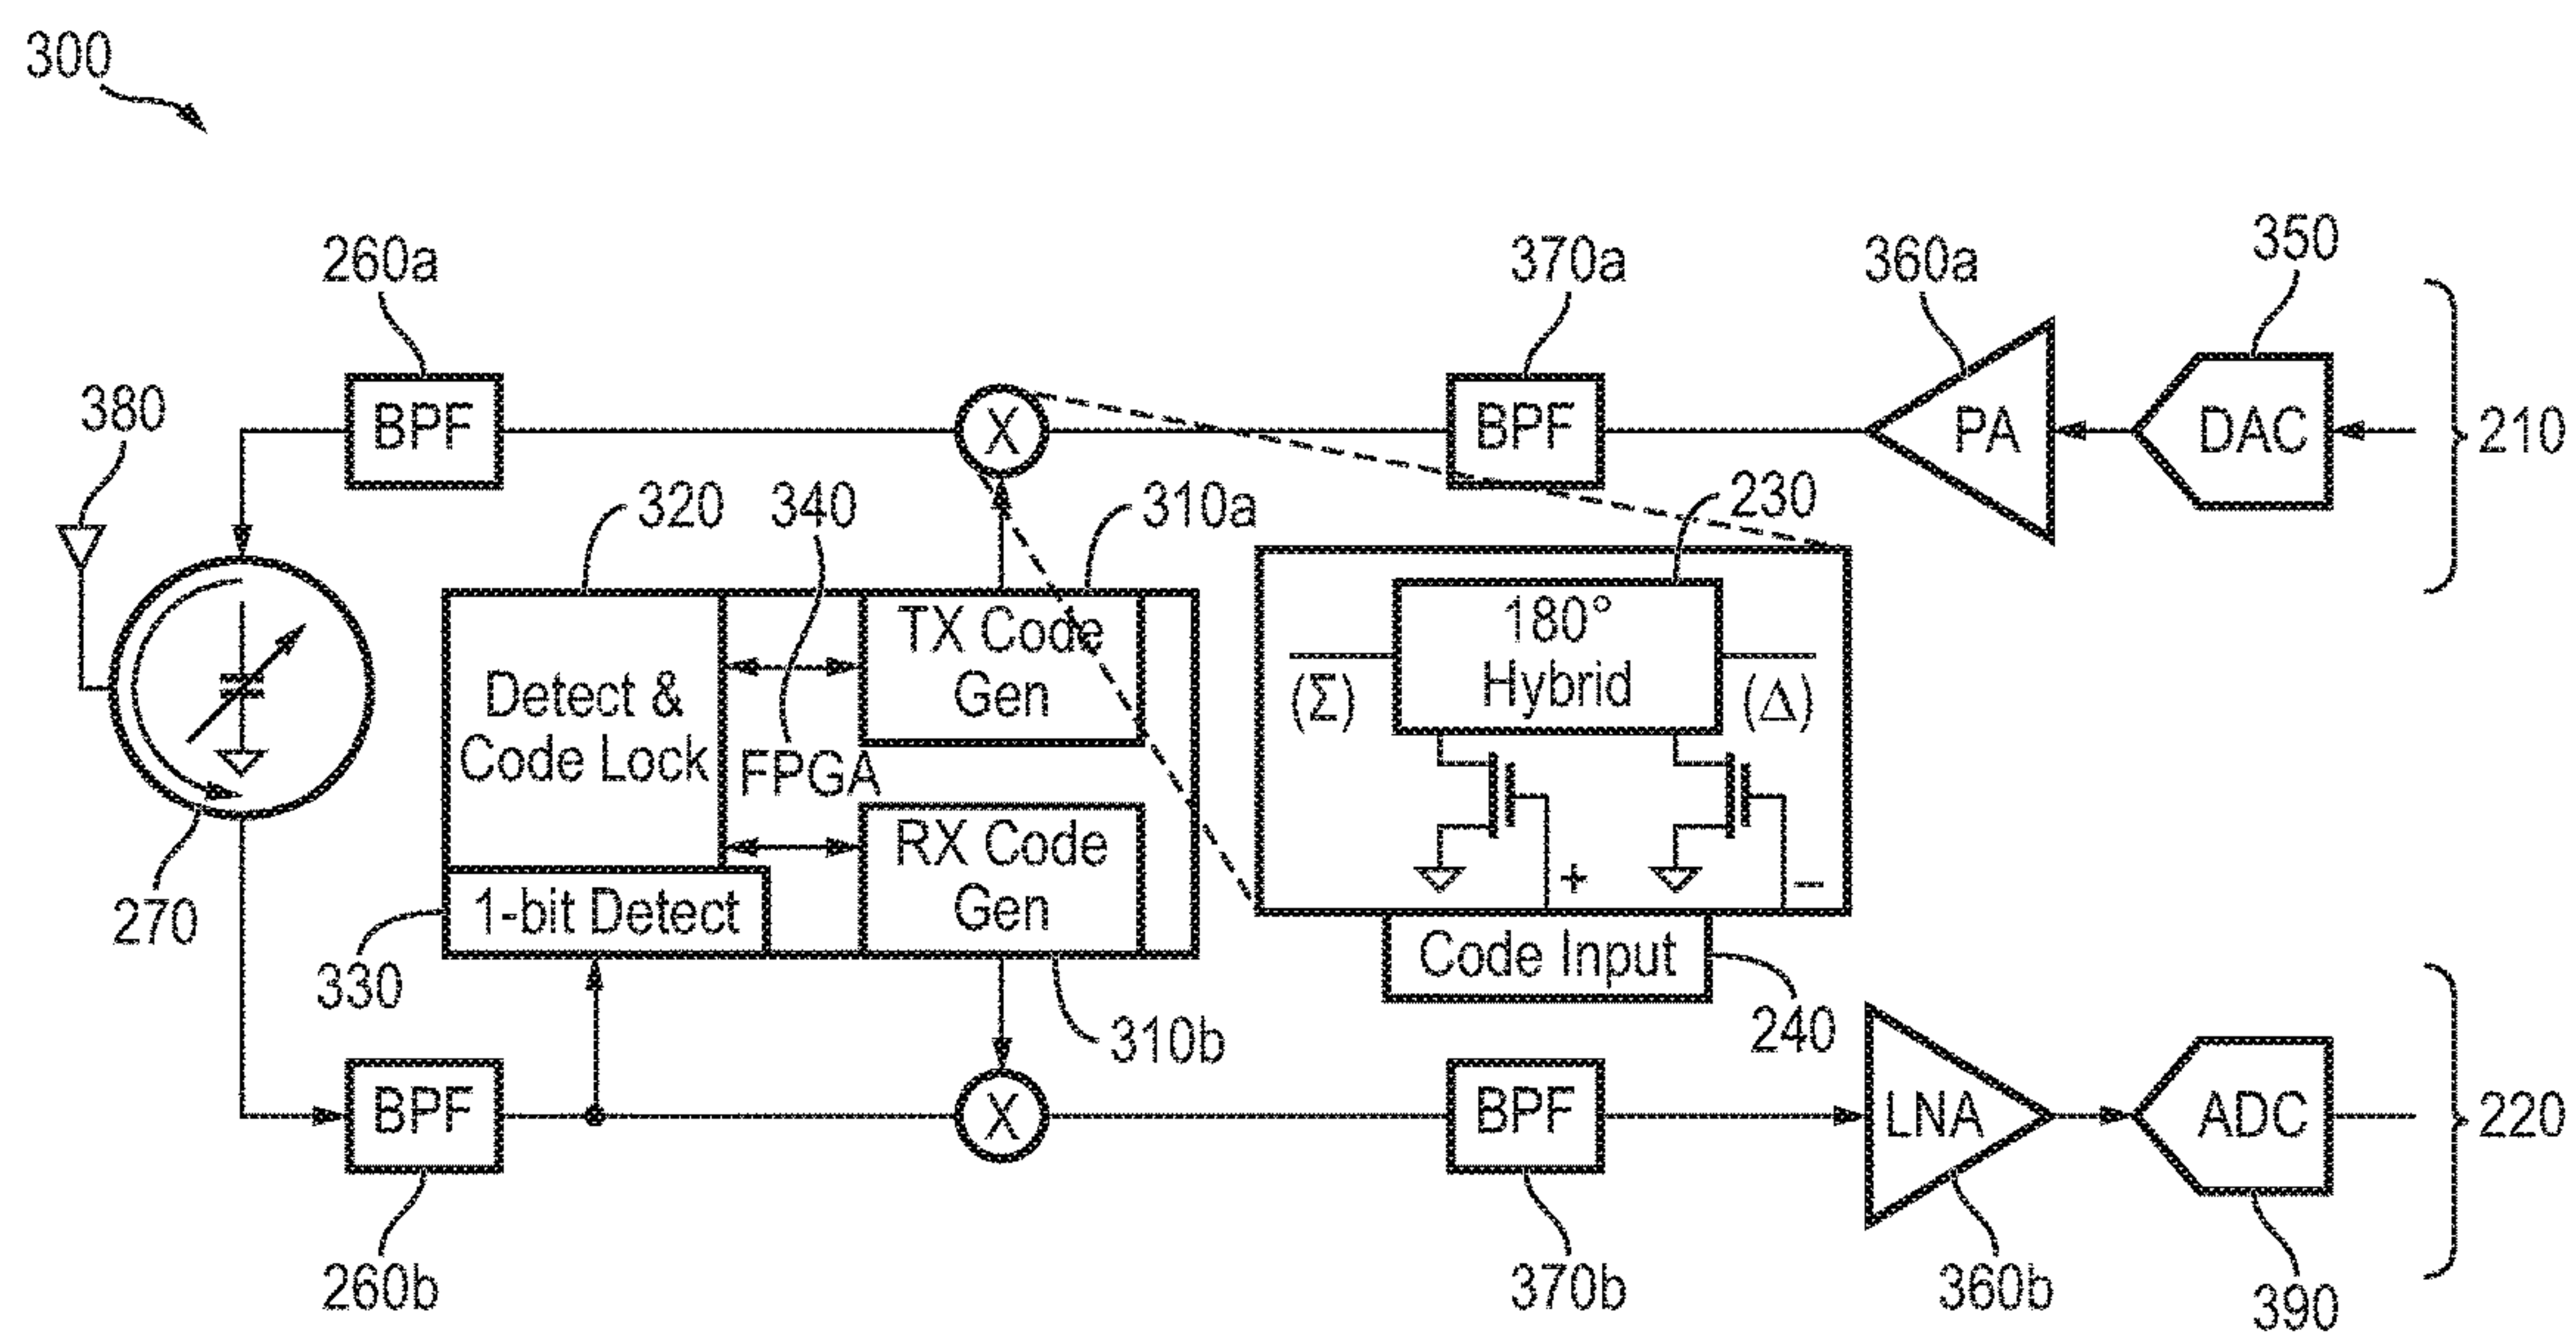 300
260a
370a
360a
350
380
BPF
X
BPF
PA
DAC
210
320
340
310a
230
180°
Hybrid
(Σ)
(Δ)
TX Code
Gen
Detect &
Code Lock
FPGA
RX Code
Gen
1-bit Detect
+
−
Code Input
270
330
310b
240
BPF
X
BPF
LNA
ADC
220
260b
370b
360b
390